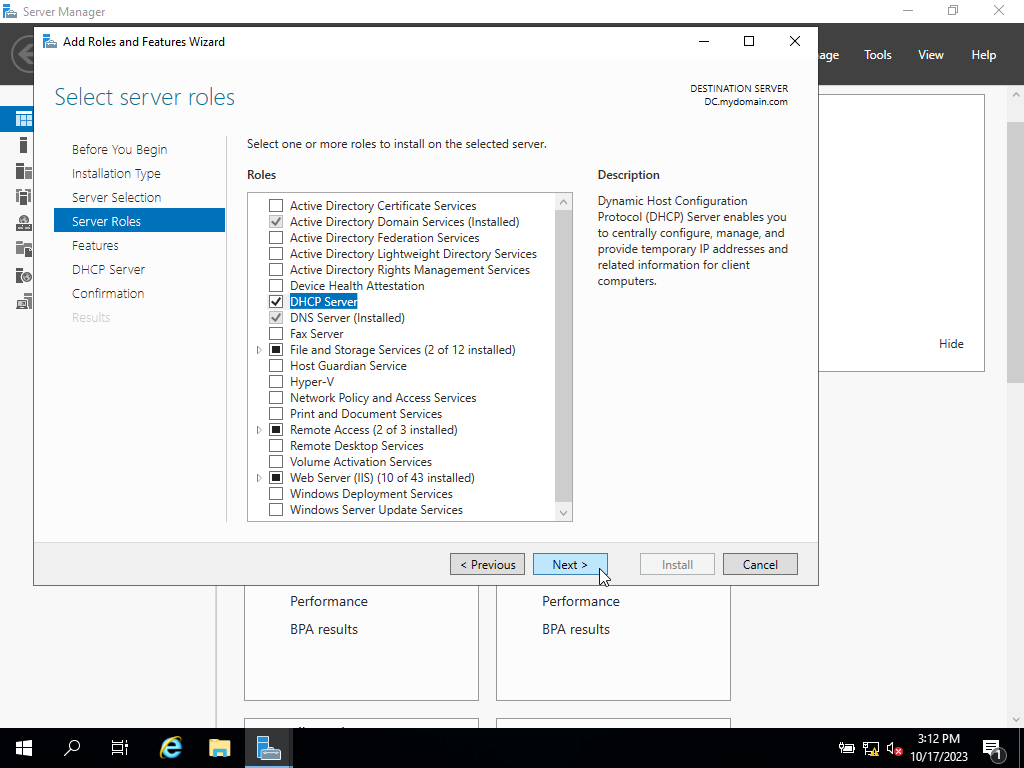 Server Manager
Add Roles and Features Wizard
Tools
View
Help
Select server roles
DESTINATION SERVER
DC.mydomain.com
Before You Begin
Installation Type
Server Selection
Server Roles
Features
DHCP Server
Confirmation
Results
Select one or more roles to install on the selected server.
Roles
Active Directory Certificate Services
Active Directory Domain Services (Installed)
Active Directory Federation Services
Active Directory Lightweight Directory Services
Active Directory Rights Management Services
Device Health Attestation
DHCP Server
DNS Server (Installed)
Fax Server
File and Storage Services (2 of 12 installed)
Host Guardian Service
Hyper-V
Network Policy and Access Services
Print and Document Services
Remote Access (2 of 3 installed)
Remote Desktop Services
Volume Activation Services
Web Server (IIS) (10 of 43 installed)
Windows Deployment Services
Windows Server Update Services
Description
Dynamic Host Configuration
Protocol (DHCP) Server enables you
to centrally configure, manage, and
provide temporary IP addresses and
related information for client
computers.
Hide
< Previous
Next >
Install
Cancel
Performance
BPA results
Performance
BPA results
3:12 PM
10/17/2023
1